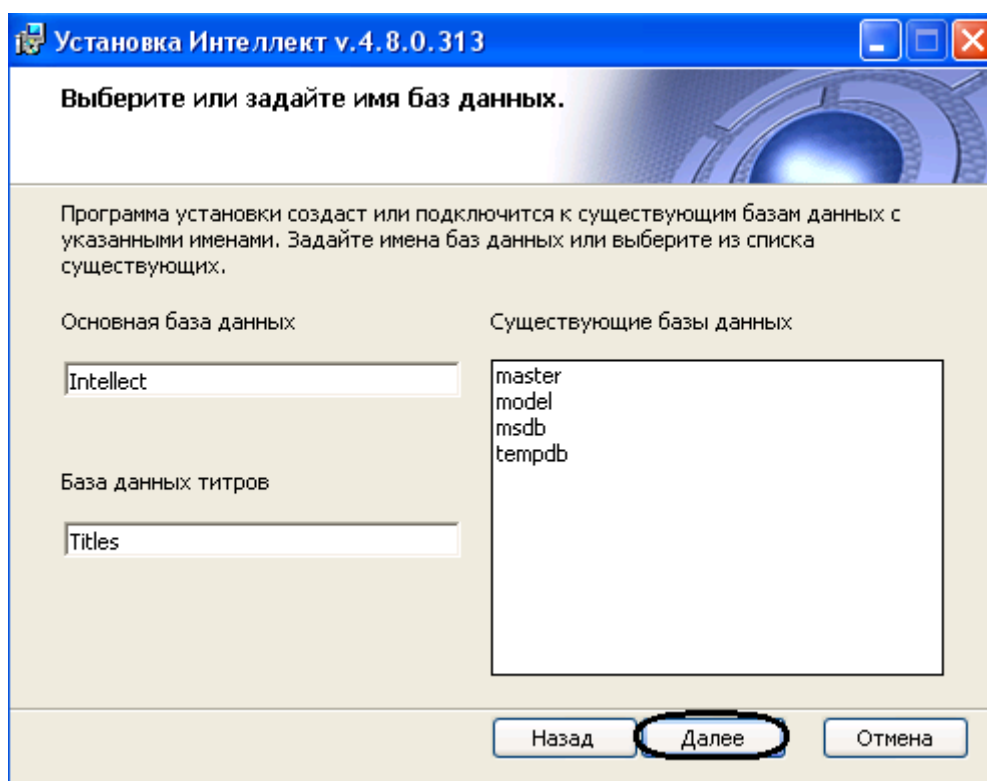 Установка Интеллект v.4.8.0.313
Выберите или задайте имя баз данных.
Программа установки создаст или подключится к существующим базам данных с
указанными именами. Задайте имена баз данных или выберите из списка
существующих.
Основная база данных
Intellect
База данных титров
Titles
Существующие базы данных
master
model
msdb
tempdb
Назад
Далее
Отмена